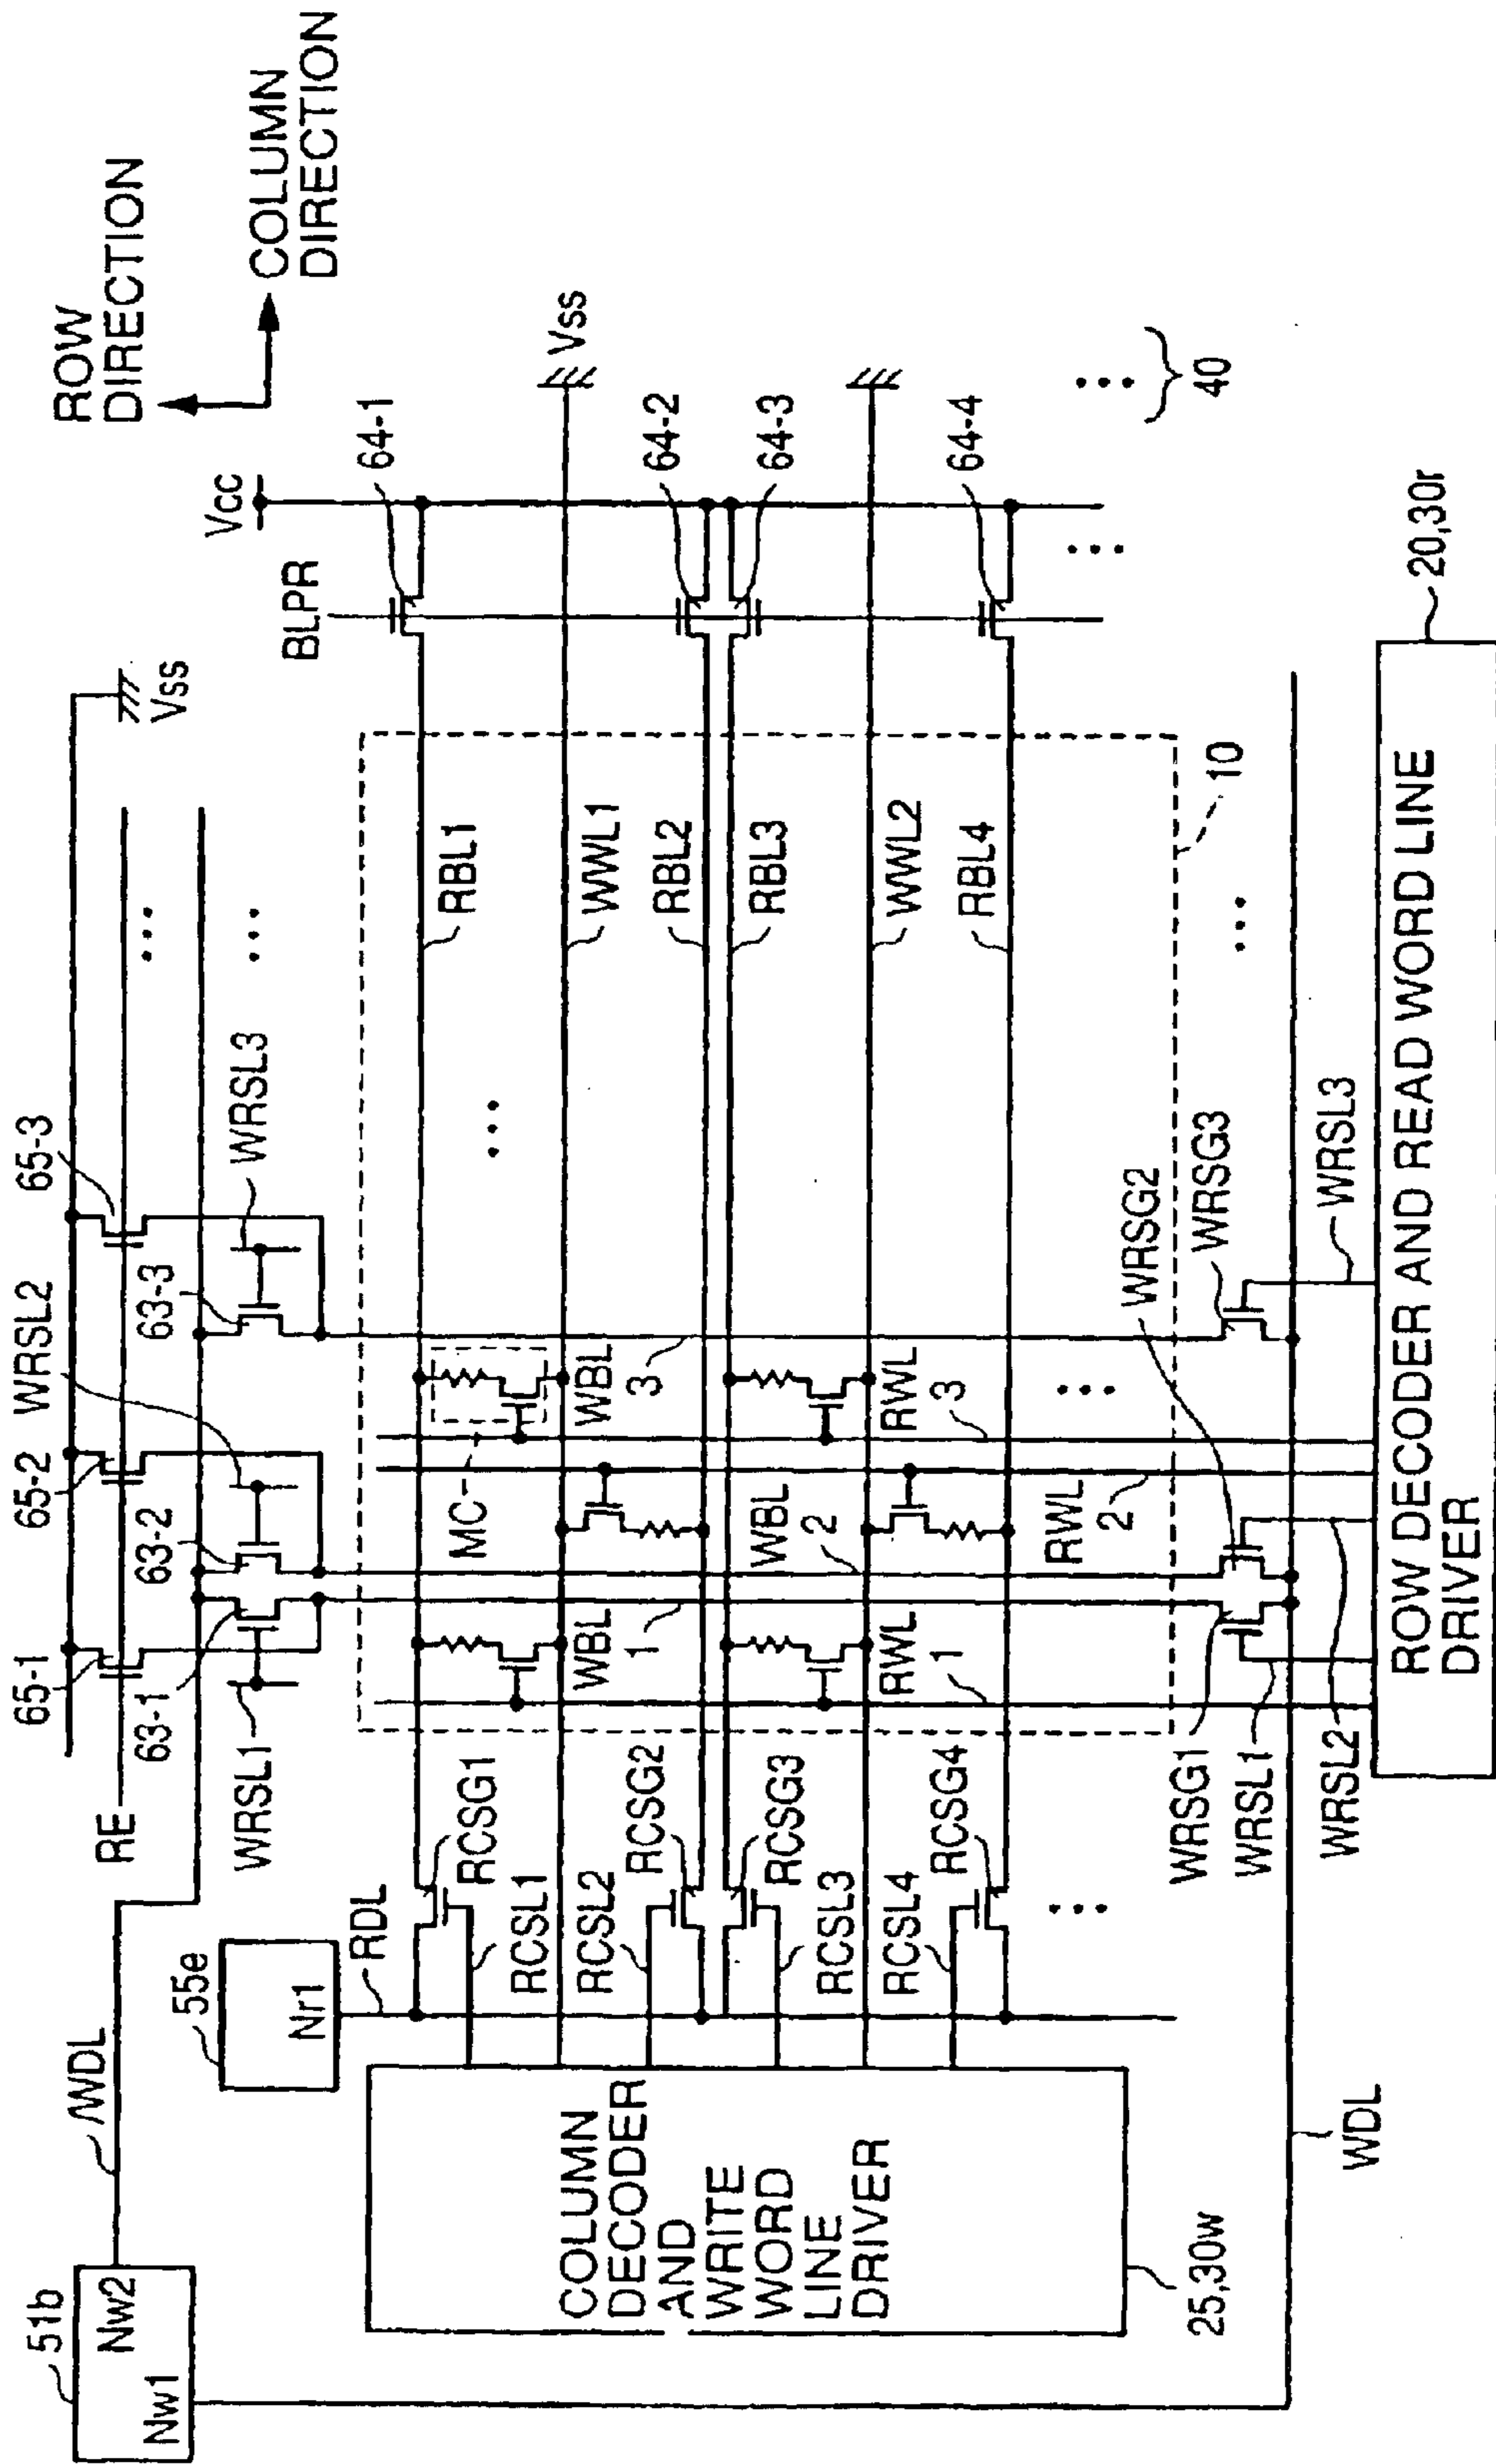 ROW
DIRECTION
COLUMN
DIRECTION
51b
Nw2
Nw1
/WDL
55e
Nr1
RDL
RE
65-1
65-2
WRSL2
65-3
63-1
63-2
63-3
WRSL1
WRSL3
Vss
BLPR
Vcc
64-1
Vss
64-2
64-3
64-4
40
COLUMN
DECODER
AND
WRITE
WORD
LINE
DRIVER
25,30w
RCSG1
RCSL1
RCSL2
RCSG2
RCSG3
RCSL3
RCSL4
RCSG4
MC
RBL1
WWL1
RBL2
RBL3
WWL2
RBL4
WBL
1
WBL
2
WBL
3
RWL
1
RWL
2
RWL
3
10
WRSG1
WRSL1
WRSL2
WRSG2
WRSG3
WRSL3
WDL
20,30r
ROW DECODER AND READ WORD LINE
DRIVER